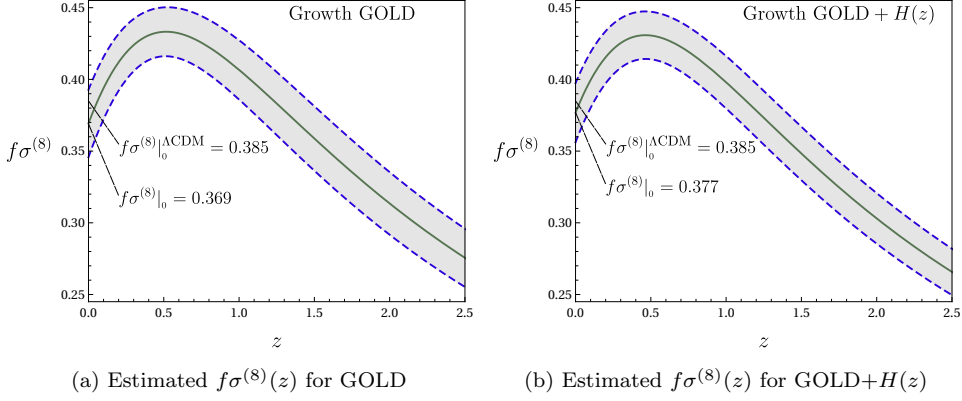 Growth GOLD
0.45
0.40
0.35
0.30
0.25
fσ⁽⁸⁾
fσ⁽⁸⁾|₀^ΛCDM = 0.385
fσ⁽⁸⁾|₀ = 0.369
0.0 0.5 1.0 1.5 2.0 2.5
z
(a) Estimated fσ⁽⁸⁾(z) for GOLD
Growth GOLD + H(z)
0.45
0.40
0.35
0.30
0.25
fσ⁽⁸⁾
fσ⁽⁸⁾|₀^ΛCDM = 0.385
fσ⁽⁸⁾|₀ = 0.377
0.0 0.5 1.0 1.5 2.0 2.5
z
(b) Estimated fσ⁽⁸⁾(z) for GOLD+H(z)